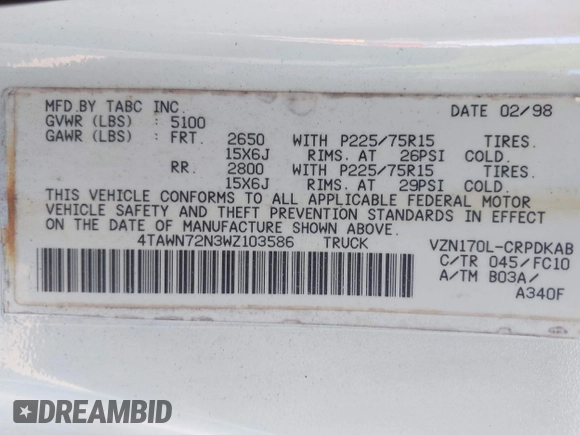 MFD.BY TABC INC. DATE 02/98
GVWR (LBS) : 5100
GAWR (LBS) : FRT. 2650 WITH P225/75R15 TIRES.
15X6J RIMS. AT 26PSI COLD.
RR. 2800 WITH P225/75R15 TIRES.
15X6J RIMS. AT 29PSI COLD.
THIS VEHICLE CONFORMS TO ALL APPLICABLE FEDERAL MOTOR
VEHICLE SAFETY AND THEFT PREVENTION STANDARDS IN EFFECT
ON THE DATE OF MANUFACTURE SHOWN ABOVE.
4TAWN72N3WZ103586 TRUCK VZN170L-CRPDKAB
C/TR 045/FC10
A/TM B03A/
A340F
DREAMBID